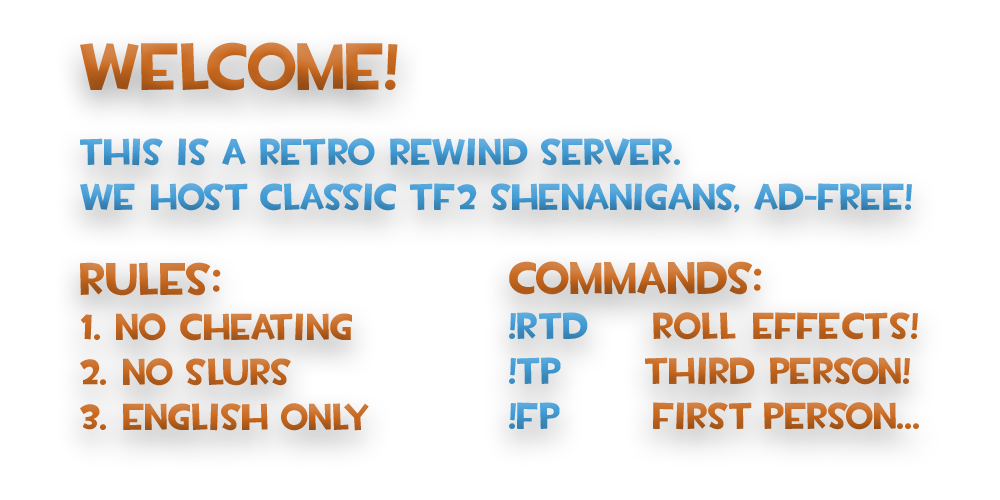 WELCOME!
THIS IS A RETRO REWIND SERVER.
WE HOST CLASSIC TF2 SHENANIGANS, AD-FREE!
RULES:
1. NO CHEATING
2. NO SLURS
3. ENGLISH ONLY
COMMANDS:
!RTD ROLL EFFECTS!
!TP THIRD PERSON!
!FP FIRST PERSON...